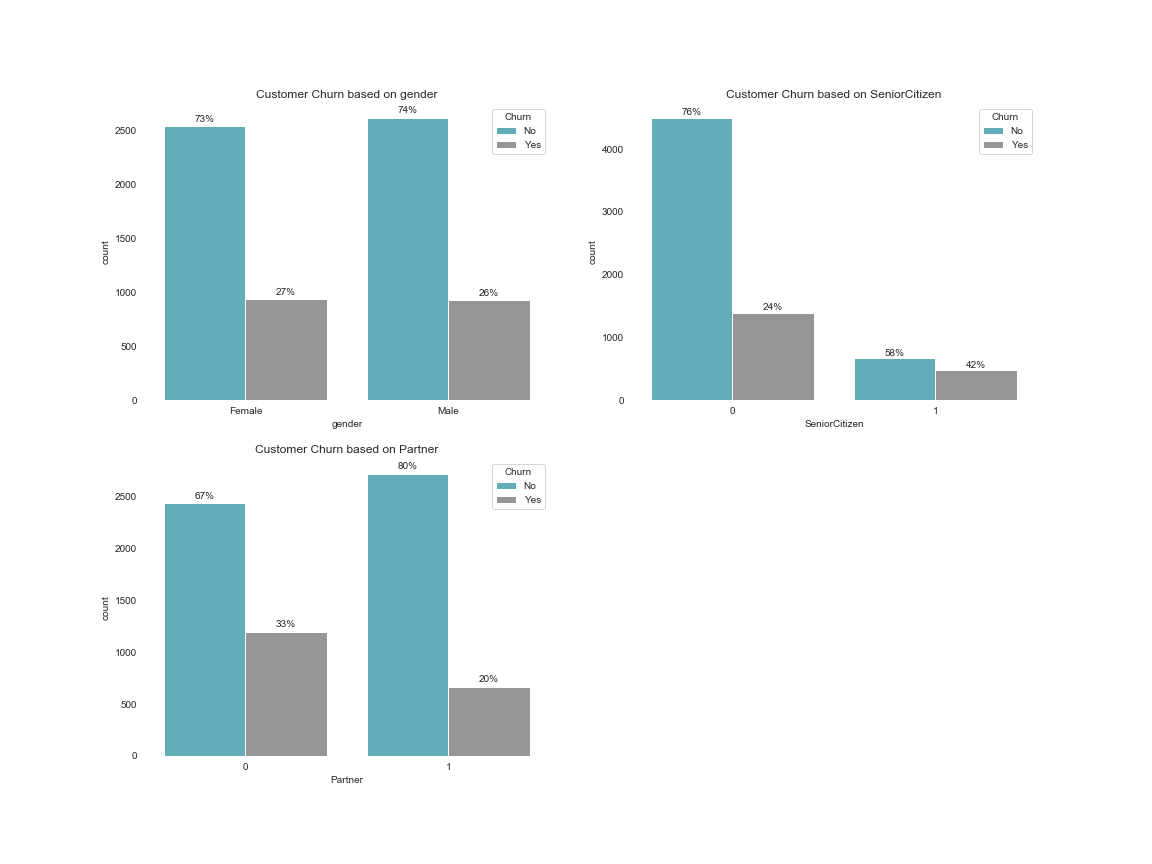 Customer Churn based on gender
Churn
No
Yes
73%
27%
74%
26%
2500
2000
1500
1000
500
0
count
Female
Male
gender
Customer Churn based on SeniorCitizen
Churn
No
Yes
76%
24%
58%
42%
4000
3000
2000
1000
0
count
0
1
SeniorCitizen
Customer Churn based on Partner
Churn
No
Yes
67%
33%
80%
20%
2500
2000
1500
1000
500
0
count
0
1
Partner